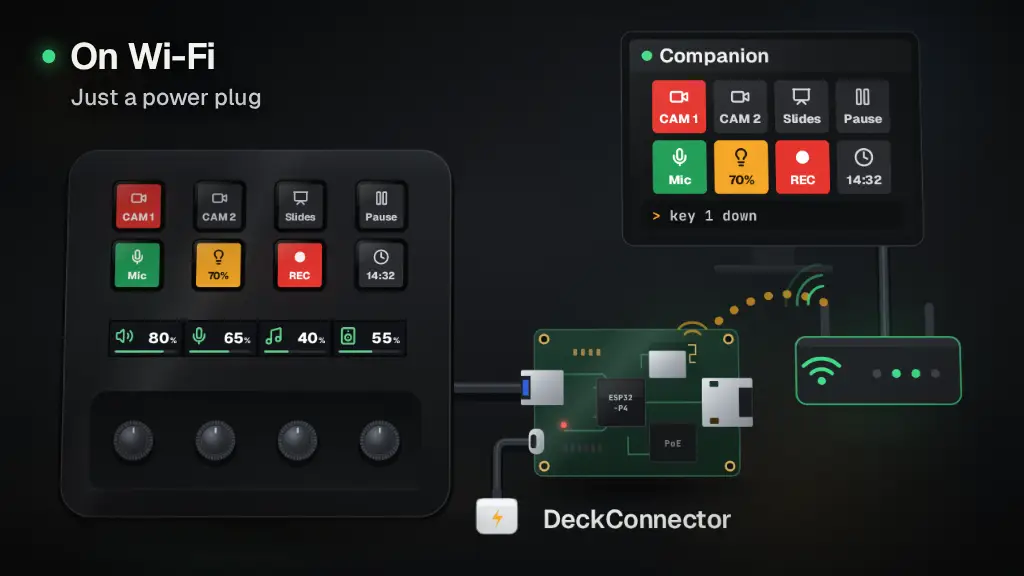 On Wi-Fi
Just a power plug
Companion
CAM 1
CAM 2
Slides
Pause
Mic
70%
REC
14:32
> key 1 down
CAM 1
CAM 2
Slides
Pause
Mic
70%
REC
14:32
80%
65%
40%
55%
ESP32
-P4
PoE
DeckConnector